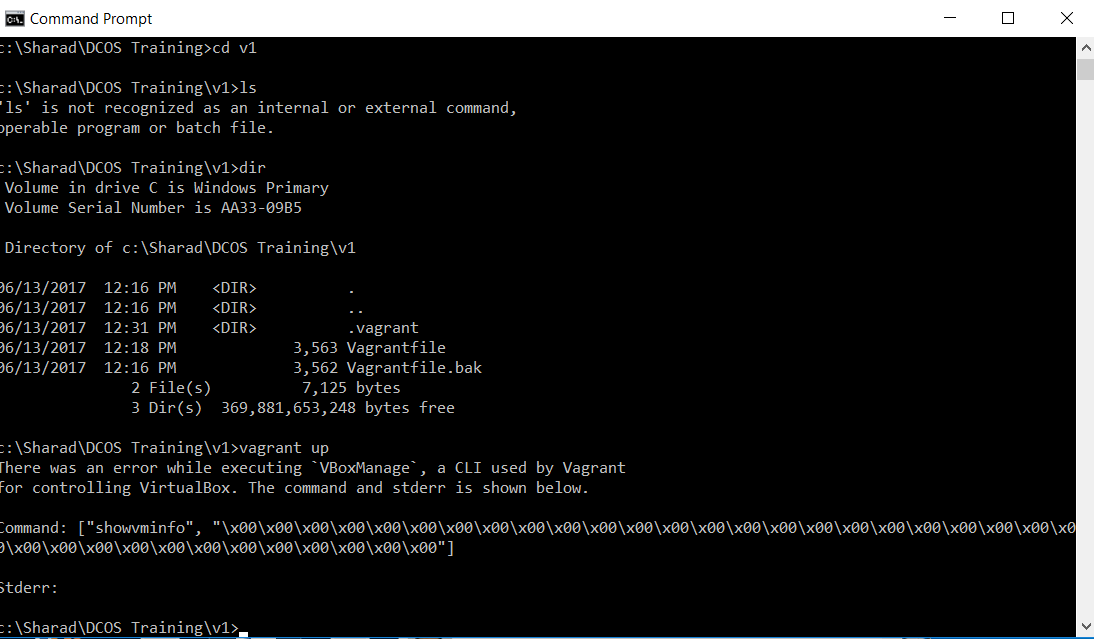 Command Prompt
c:\Sharad\DCOS Training>cd v1
c:\Sharad\DCOS Training\v1>ls
'ls' is not recognized as an internal or external command,
operable program or batch file.
c:\Sharad\DCOS Training\v1>dir
Volume in drive C is Windows Primary
Volume Serial Number is AA33-09B5
Directory of c:\Sharad\DCOS Training\v1
06/13/2017  12:16 PM    <DIR>          .
06/13/2017  12:16 PM    <DIR>          ..
06/13/2017  12:31 PM    <DIR>          .vagrant
06/13/2017  12:18 PM             3,563 Vagrantfile
06/13/2017  12:16 PM             3,562 Vagrantfile.bak
2 File(s)          7,125 bytes
3 Dir(s)  369,881,653,248 bytes free
c:\Sharad\DCOS Training\v1>vagrant up
There was an error while executing `VBoxManage`, a CLI used by Vagrant
for controlling VirtualBox. The command and stderr is shown below.
Command: ["showvminfo", "\x00\x00\x00\x00\x00\x00\x00\x00\x00\x00\x00\x00\x00\x00\x00\x00\x00\x00\x00\x00\x00\x00\x00\x0
0\x00\x00\x00\x00\x00\x00\x00\x00\x00\x00\x00\x00"]
Stderr:
c:\Sharad\DCOS Training\v1>